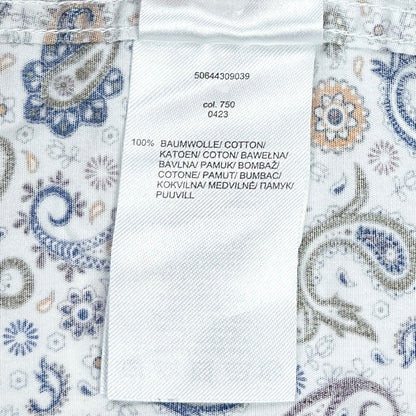 50644309039
col. 750
0423
100% BAUMWOLLE/ COTTON/
KATOEN/ COTON/ BAWEŁNA/
BAVLNA/ PAMUK/ BOMBAŽ/
COTONE/ PAMUT/ BUMBAC/
KOKVILNA/ MEDVILNĖ/ ПАМУК/
PUUVILL